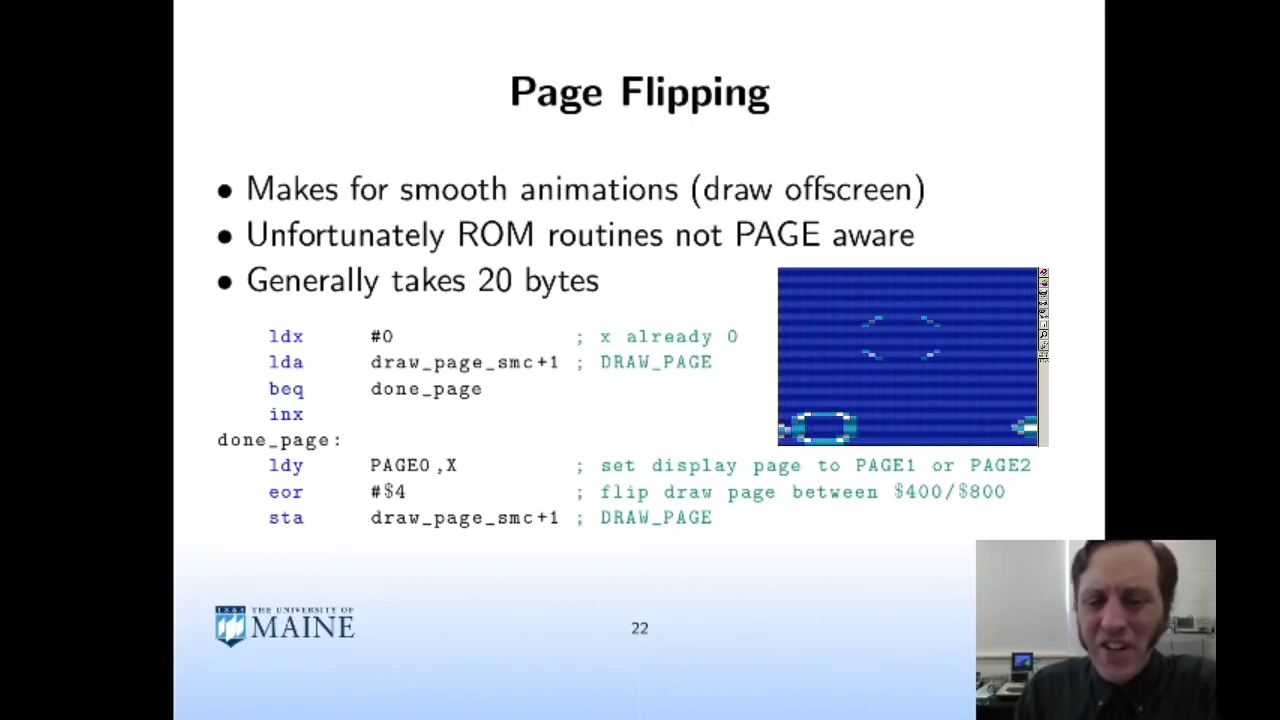 Page Flipping
● Makes for smooth animations (draw offscreen)
● Unfortunately ROM routines not PAGE aware
● Generally takes 20 bytes
ldx #0 ; x already 0
lda draw_page_smc+1 ; DRAW_PAGE
beq done_page
inx
done_page:
ldy PAGE0,X ; set display page to PAGE1 or PAGE2
eor #$4 ; flip draw page between $400/$800
sta draw_page_smc+1 ; DRAW_PAGE
1865
THE UNIVERSITY OF
MAINE
22